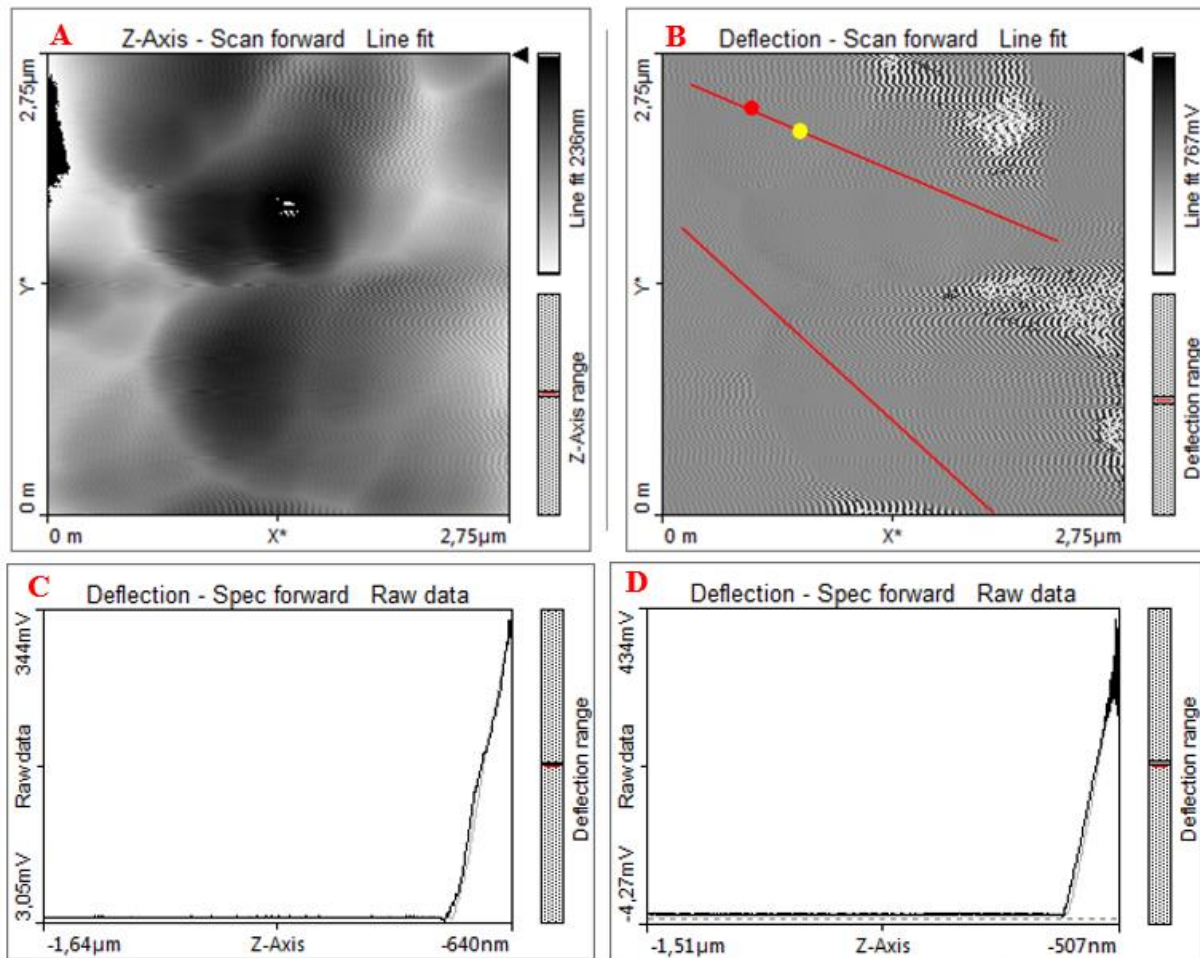 A
Z-Axis - Scan forward Line fit
2,75µm
Y*
0 m
0 m
X*
2,75µm
Line fit 236nm
Z-Axis range
B
Deflection - Scan forward Line fit
2,75µm
Y*
0 m
0 m
X*
2,75µm
Line fit 767mV
Deflection range
C
Deflection - Spec forward Raw data
344mV
Raw data
3,05mV
-1,64µm
Z-Axis
-640nm
Deflection range
D
Deflection - Spec forward Raw data
434mV
Raw data
-4,27mV
-1,51µm
Z-Axis
-507nm
Deflection range